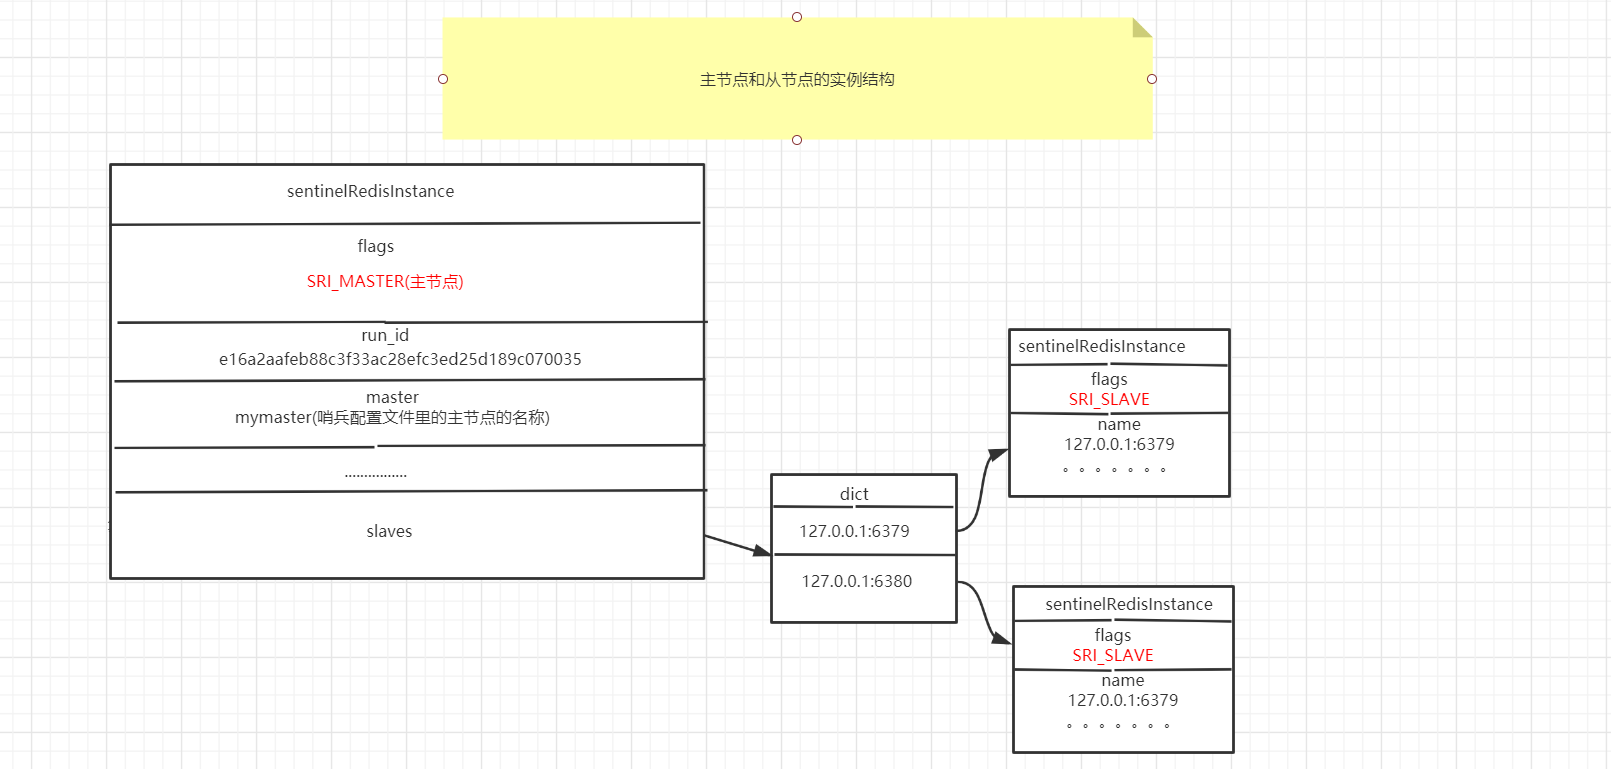 主节点和从节点的实例结构
sentinelRedisInstance
flags
SRI_MASTER(主节点)
run_id
e16a2aafeb88c3f33ac28efc3ed25d189c070035
master
mymaster(哨兵配置文件里的主节点的名称)
................
slaves
dict
127.0.0.1:6379
127.0.0.1:6380
sentinelRedisInstance
flags
SRI_SLAVE
name
127.0.0.1:6379
。。。。。。。
sentinelRedisInstance
flags
SRI_SLAVE
name
127.0.0.1:6379
。。。。。。。